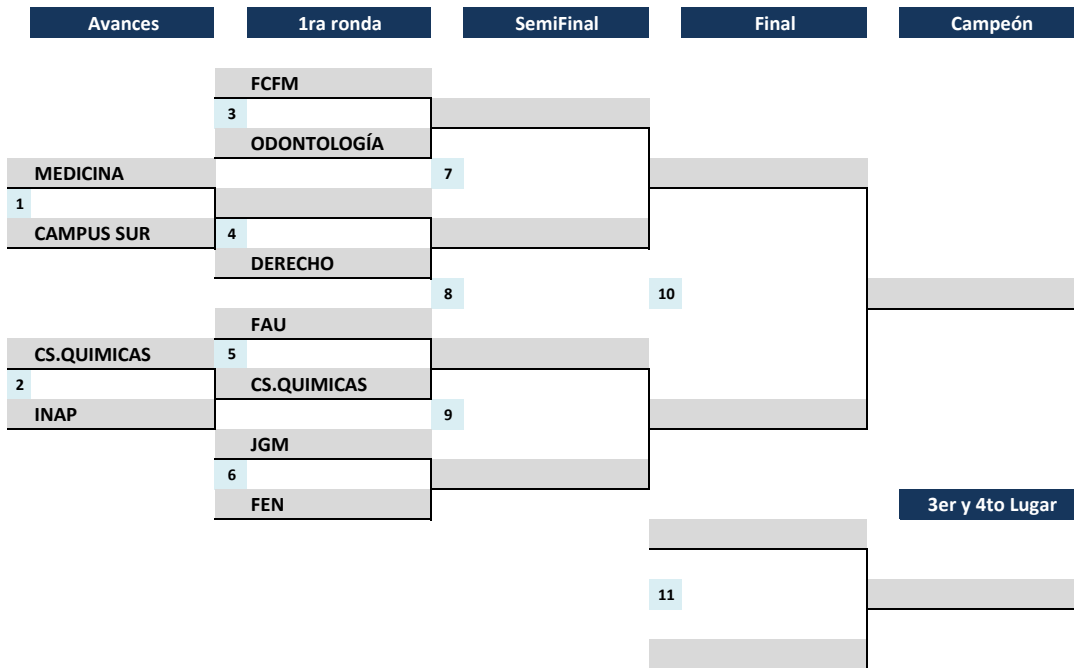 Avances 1ra ronda SemiFinal Final Campeón
FCFM
3
ODONTOLOGÍA
MEDICINA 7
1
CAMPUS SUR 4
DERECHO
8 10
FAU
CS.QUIMICAS 5
2 CS.QUIMICAS
INAP 9
JGM
6
FEN 3er y 4to Lugar
11